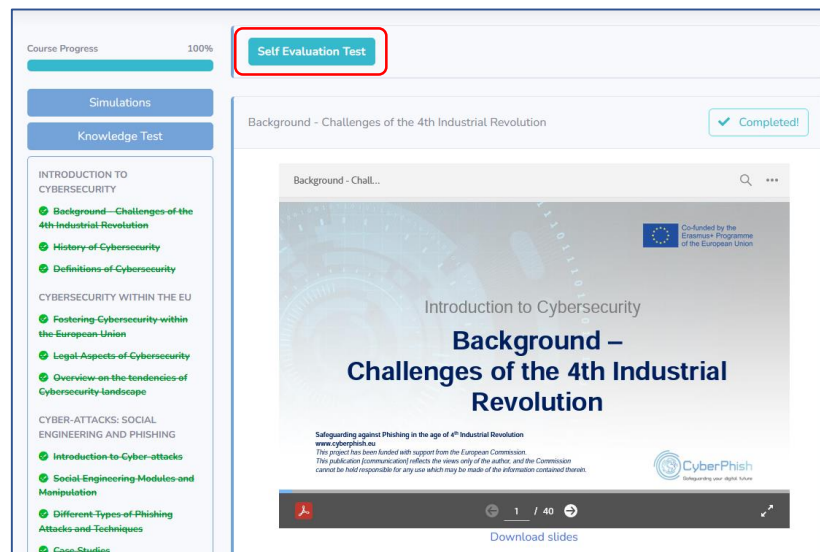 Course Progress 100%
Simulations
Knowledge Test
INTRODUCTION TO
CYBERSECURITY
Background - Challenges of the
4th Industrial Revolution
History of Cybersecurity
Definitions of Cybersecurity
CYBERSECURITY WITHIN THE EU
Fostering Cybersecurity within
the European Union
Legal Aspects of Cybersecurity
Overview on the tendencies of
Cybersecurity landscape
CYBER-ATTACKS: SOCIAL
ENGINEERING AND PHISHING
Introduction to Cyber-attacks
Social Engineering Modules and
Manipulation
Different Types of Phishing
Attacks and Techniques
Case Studies
Self Evaluation Test
Background - Challenges of the 4th Industrial Revolution
Completed!
Background - Chall...
Co-funded by the
Erasmus+ Programme
of the European Union
Introduction to Cybersecurity
Background –
Challenges of the 4th Industrial
Revolution
Safeguarding against Phishing in the age of 4th Industrial Revolution
www.cyberphish.eu
This project has been funded with support from the European Commission.
This publication [communication] reflects the views only of the author, and the Commission
cannot be held responsible for any use which may be made of the information contained therein.
CyberPhish
Safeguarding your digital future
1 / 40
Download slides